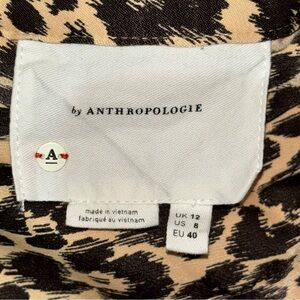 by ANTHROPOLOGIE
A
made in vietnam
fabriqué au vietnam
UK 12
US 8
EU 40